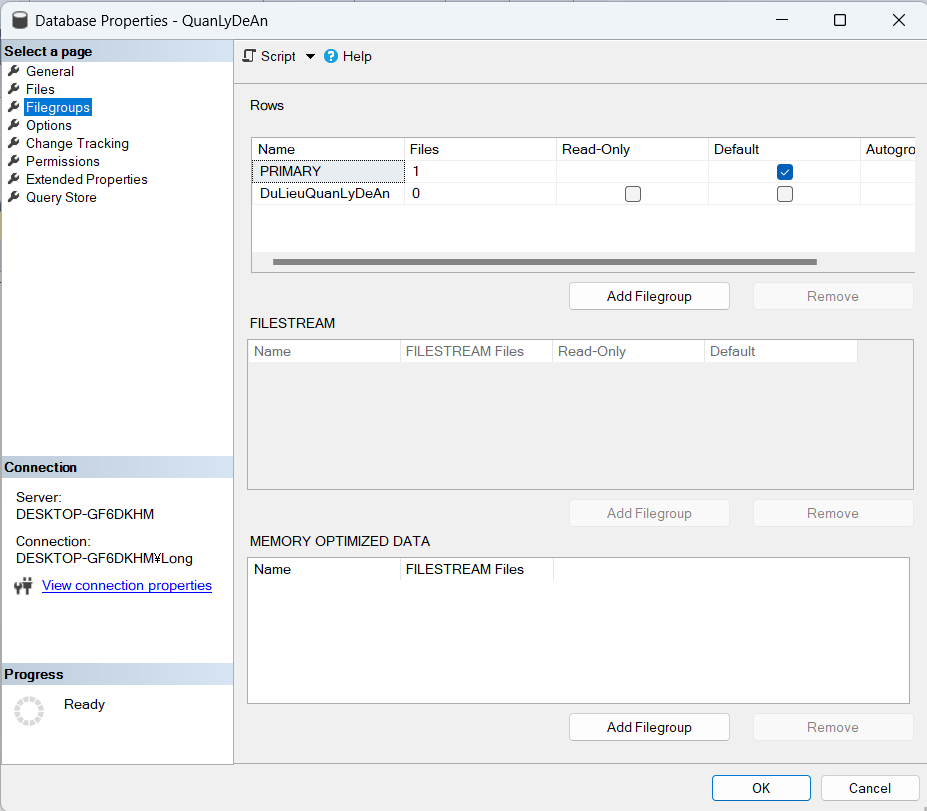 Database Properties - QuanLyDeAn
Select a page
General
Files
Filegroups
Options
Change Tracking
Permissions
Extended Properties
Query Store
Script Help
Rows
Name Files Read-Only Default Autogro
PRIMARY 1
DuLieuQuanLyDeAn 0
Add Filegroup Remove
FILESTREAM
Name FILESTREAM Files Read-Only Default
Add Filegroup Remove
MEMORY OPTIMIZED DATA
Name FILESTREAM Files
Add Filegroup Remove
Connection
Server:
DESKTOP-GF6DKHM
Connection:
DESKTOP-GF6DKHM¥Long
View connection properties
Progress
Ready
OK Cancel